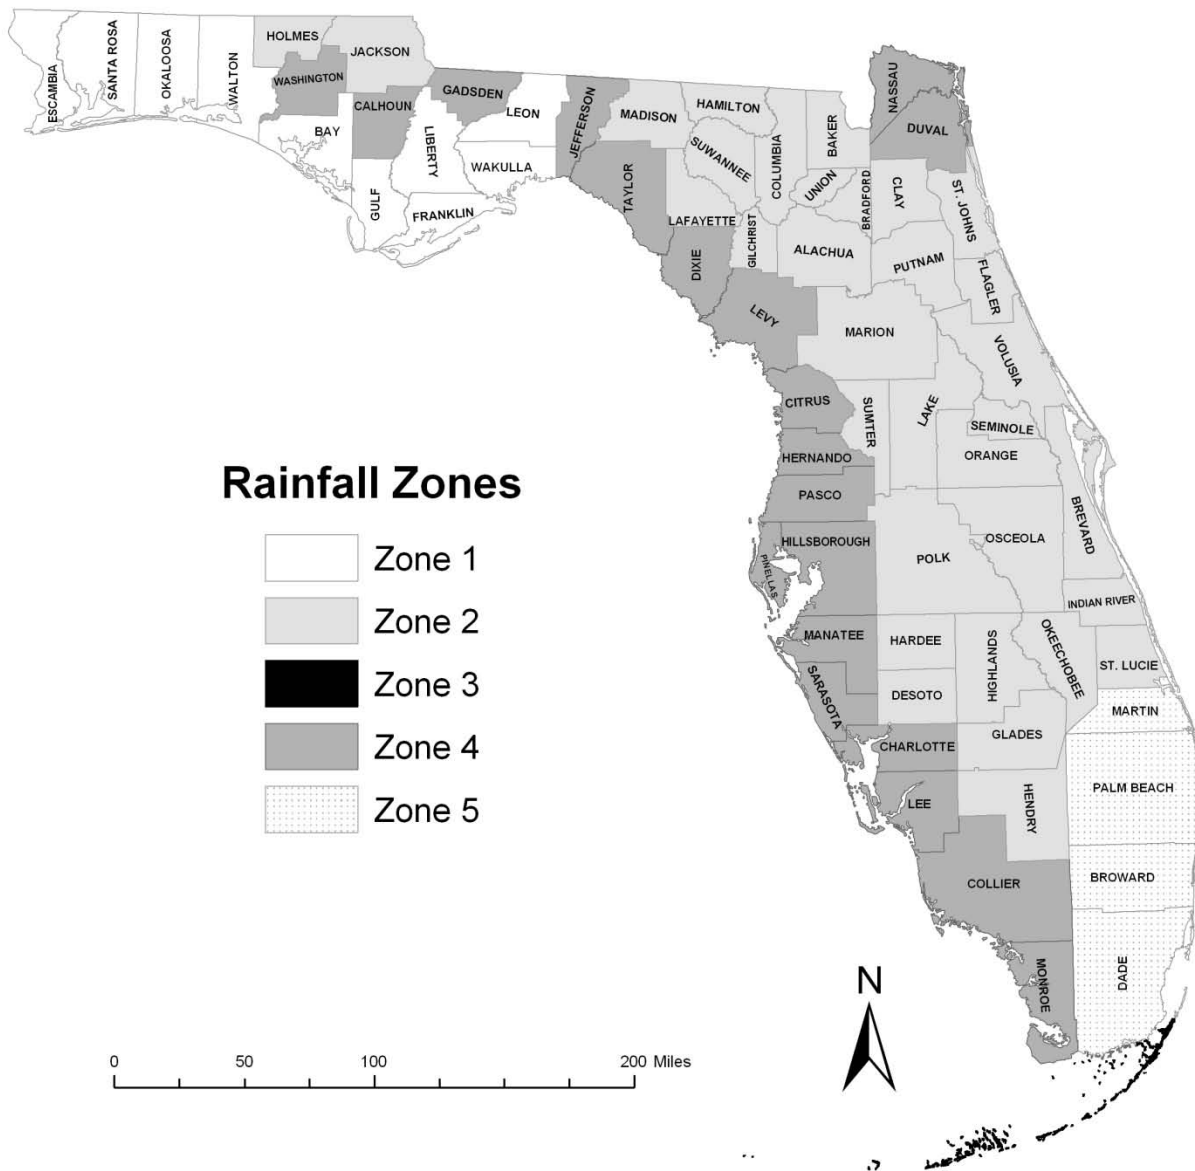 HOLMES
JACKSON
ESCAMBIA
SANTA ROSA
OKALOOSA
WALTON
WASHINGTON
CALHOUN
GADSDEN
LEON
JEFFERSON
MADISON
HAMILTON
NASSAU
DUVAL
BAY
LIBERTY
WAKULLA
TAYLOR
SUWANNEE
COLUMBIA
BAKER
UNION
BRADFORD
CLAY
ST. JOHNS
GULF
FRANKLIN
LAFAYETTE
GILCHRIST
ALACHUA
PUTNAM
FLAGLER
DIXIE
LEVY
MARION
VOLUSIA
CITRUS
SUMTER
LAKE
SEMINOLE
ORANGE
HERNANDO
PASCO
BREVARD
HILLSBOROUGH
PINELLAS
POLK
OSCEOLA
INDIAN RIVER
MANATEE
HARDEE
HIGHLANDS
OKEECHOBEE
ST. LUCIE
SARASOTA
DESOTO
MARTIN
CHARLOTTE
GLADES
LEE
HENDRY
PALM BEACH
COLLIER
BROWARD
MONROE
DADE
Rainfall Zones
Zone 1
Zone 2
Zone 3
Zone 4
Zone 5
N
0 50 100 200 Miles